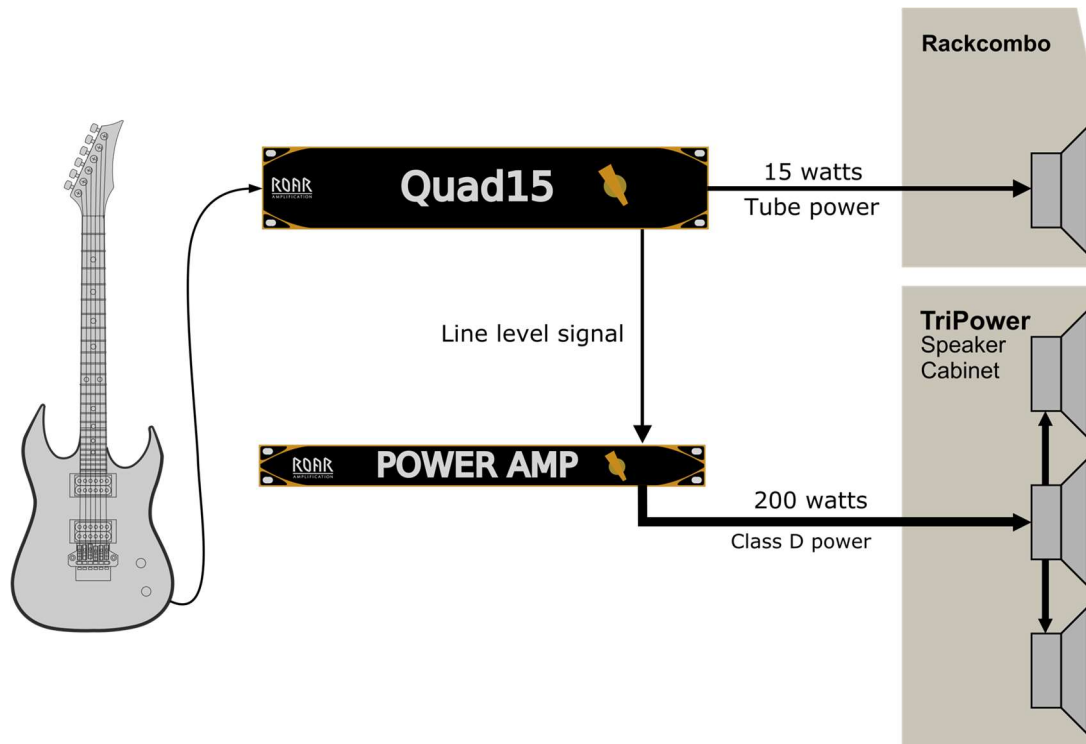 Rackcombo
ROAR
AMPLIFICATION
Quad15
15 watts
Tube power
Line level signal
TriPower
Speaker
Cabinet
ROAR
AMPLIFICATION
POWER AMP
200 watts
Class D power